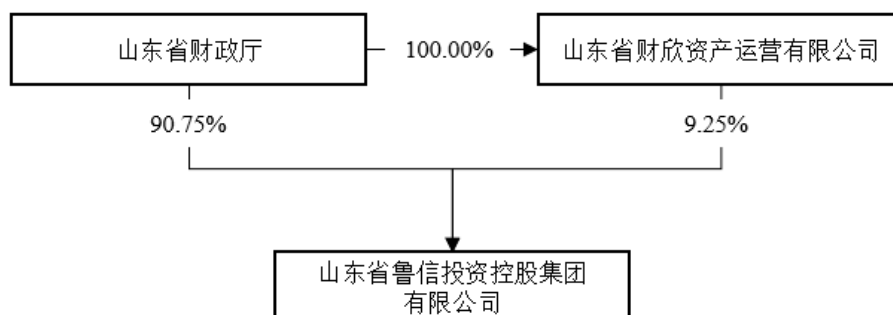 山东省财政厅
100.00%
山东省财欣资产运营有限公司
90.75%
9.25%
山东省鲁信投资控股集团
有限公司